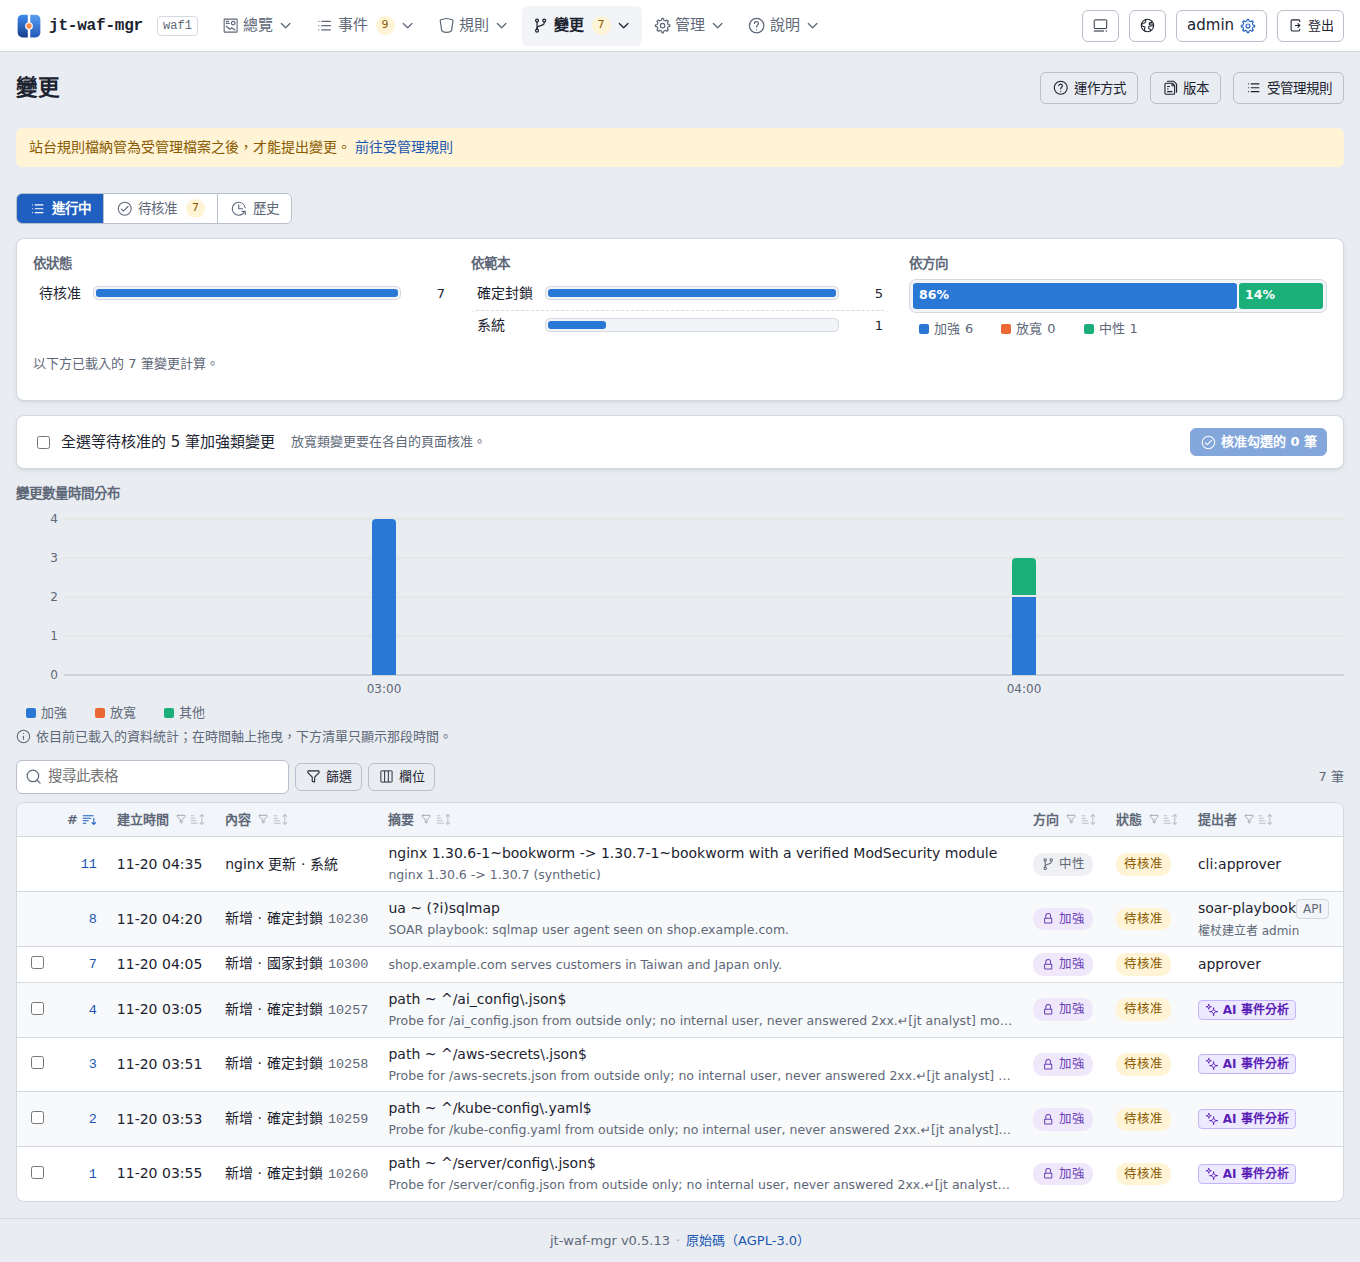 jt-waf-mgr waf1 總覽 事件 9 規則 變更 7 管理 說明 admin 登出
變更 運作方式 版本 受管理規則
站台規則檔納管為受管理檔案之後，才能提出變更。 前往受管理規則
進行中 待核准 7 歷史
依狀態 依範本 依方向
待核准 7 確定封鎖 5 86% 14%
系統 1 加強 6 放寬 0 中性 1
以下方已載入的 7 筆變更計算。
全選等待核准的 5 筆加強類變更 放寬類變更要在各自的頁面核准。 核准勾選的 0 筆
變更數量時間分布
4
3
2
1
0
03:00 04:00
加強 放寬 其他
依目前已載入的資料統計；在時間軸上拖曳，下方清單只顯示那段時間。
搜尋此表格 篩選 欄位 7 筆
# 建立時間 內容 摘要 方向 狀態 提出者
11 11-20 04:35 nginx 更新 · 系統 nginx 1.30.6-1~bookworm -> 1.30.7-1~bookworm with a verified ModSecurity module 中性 待核准 cli:approver
nginx 1.30.6 -> 1.30.7 (synthetic)
8 11-20 04:20 新增 · 確定封鎖 10230 ua ~ (?i)sqlmap 加強 待核准 soar-playbook API
SOAR playbook: sqlmap user agent seen on shop.example.com. 權杖建立者 admin
7 11-20 04:05 新增 · 國家封鎖 10300 shop.example.com serves customers in Taiwan and Japan only. 加強 待核准 approver
4 11-20 03:05 新增 · 確定封鎖 10257 path ~ ^/ai_config\.json$ 加強 待核准 AI 事件分析
Probe for /ai_config.json from outside only; no internal user, never answered 2xx.↵[jt analyst] mo…
3 11-20 03:51 新增 · 確定封鎖 10258 path ~ ^/aws-secrets\.json$ 加強 待核准 AI 事件分析
Probe for /aws-secrets.json from outside only; no internal user, never answered 2xx.↵[jt analyst] …
2 11-20 03:53 新增 · 確定封鎖 10259 path ~ ^/kube-config\.yaml$ 加強 待核准 AI 事件分析
Probe for /kube-config.yaml from outside only; no internal user, never answered 2xx.↵[jt analyst]…
1 11-20 03:55 新增 · 確定封鎖 10260 path ~ ^/server/config\.json$ 加強 待核准 AI 事件分析
Probe for /server/config.json from outside only; no internal user, never answered 2xx.↵[jt analyst…
jt-waf-mgr v0.5.13 · 原始碼（AGPL-3.0）